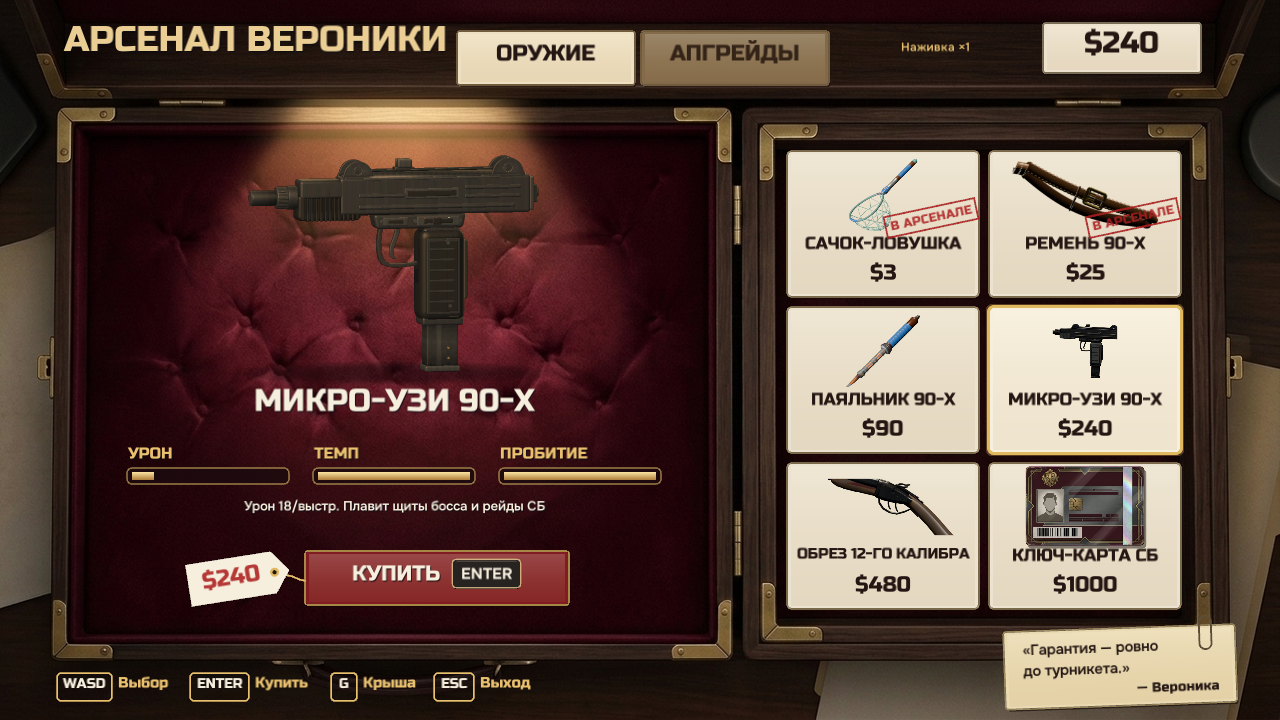 АРСЕНАЛ ВЕРОНИКИ
ОРУЖИЕ
АПГРЕЙДЫ
Наживка ×1
$240
МИКРО-УЗИ 90-Х
УРОН
ТЕМП
ПРОБИТИЕ
Урон 18/выстр. Плавит щиты босса и рейды СБ
$240
КУПИТЬ ENTER
В АРСЕНАЛЕ
САЧОК-ЛОВУШКА
$3
В АРСЕНАЛЕ
РЕМЕНЬ 90-Х
$25
ПАЯЛЬНИК 90-Х
$90
МИКРО-УЗИ 90-Х
$240
ОБРЕЗ 12-ГО КАЛИБРА
$480
КЛЮЧ-КАРТА СБ
$1000
«Гарантия — ровно
до турникета.»
— Вероника
WASD Выбор
ENTER Купить
G Крыша
ESC Выход